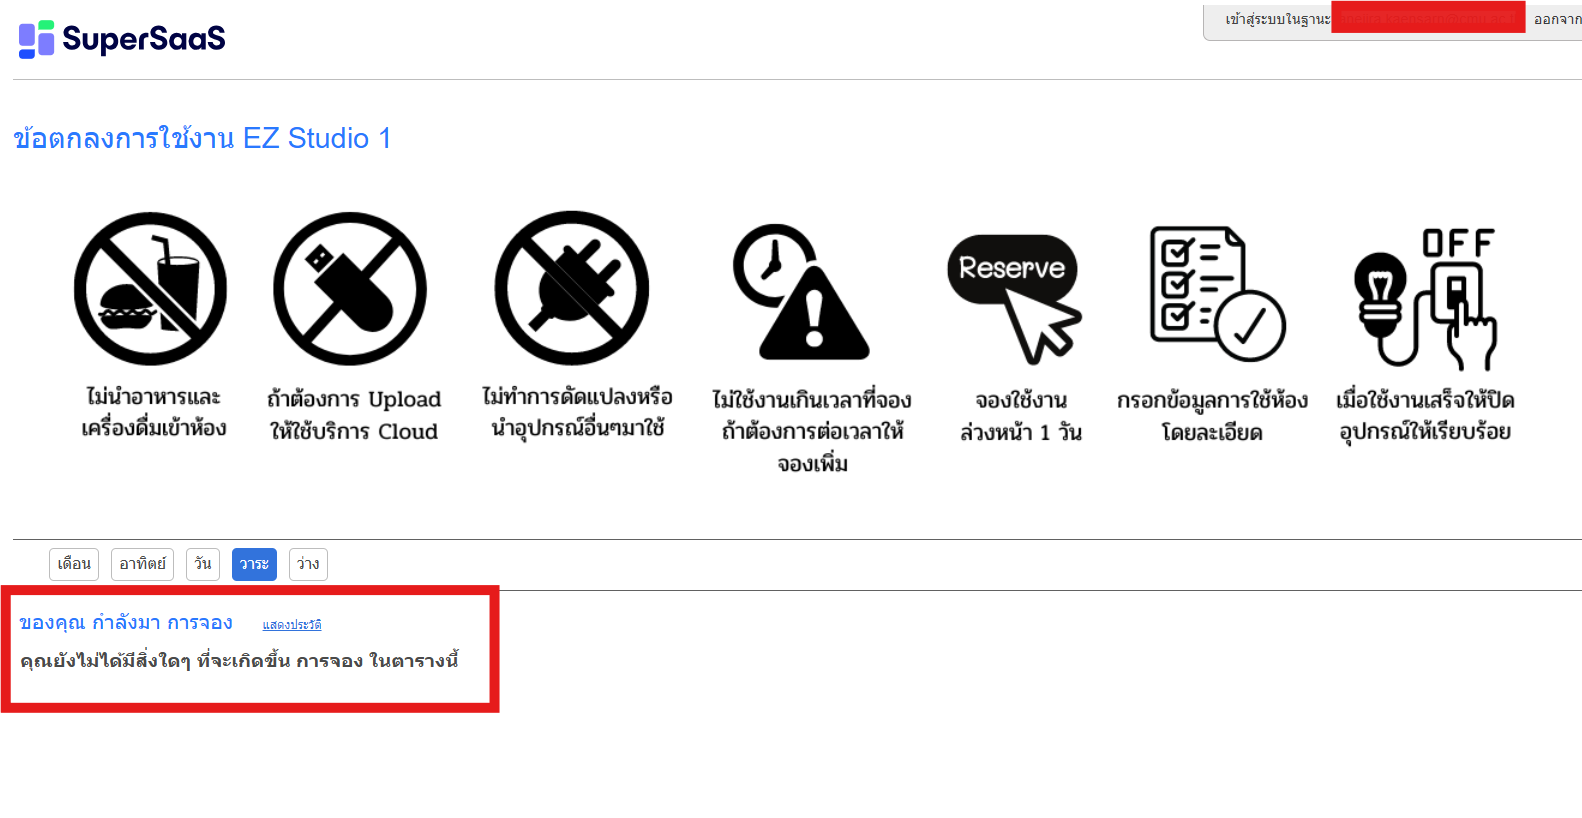 SuperSaaS
เข้าสู่ระบบในฐานะ
ออกจาก
ข้อตกลงการใช้งาน EZ Studio 1
Reserve
OFF
ไม่นำอาหารและ
เครื่องดื่มเข้าห้อง
ถ้าต้องการ Upload
ให้ใช้บริการ Cloud
ไม่ทำการดัดแปลงหรือ
นำอุปกรณ์อื่นๆมาใช้
ไม่ใช้งานเกินเวลาที่จอง
ถ้าต้องการต่อเวลาให้
จองเพิ่ม
จองใช้งาน
ล่วงหน้า 1 วัน
กรอกข้อมูลการใช้ห้อง
โดยละเอียด
เมื่อใช้งานเสร็จให้ปิด
อุปกรณ์ให้เรียบร้อย
เดือน อาทิตย์ วัน วาระ ว่าง
ของคุณ กำลังมา การจอง แสดงประวัติ
คุณยังไม่ได้มีสิ่งใดๆ ที่จะเกิดขึ้น การจอง ในตารางนี้